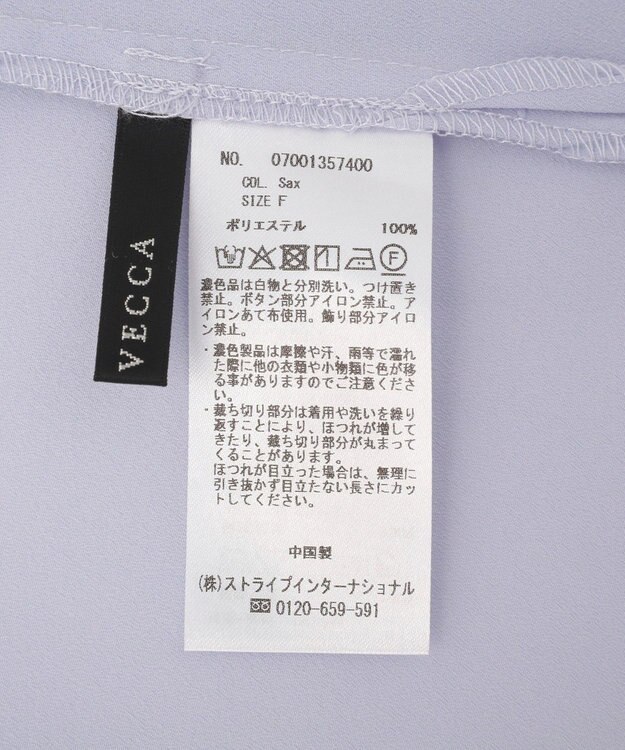 VECCA
NO. 07001357400
COL. Sax
SIZE F
ポリエステル 100%
F
濃色品は白物と分別洗い。つけ置き
禁止。ボタン部分アイロン禁止。ア
イロンあて布使用。飾り部分アイロ
ン禁止。
・濃色製品は摩擦や汗、雨等で濡れ
た際に他の衣類や小物類に色が移
る事がありますのでご注意くださ
い。
・裁ち切り部分は着用や洗いを繰り
返すことにより、ほつれが増して
きたり、裁ち切り部分が丸まって
くることがあります。
ほつれが目立った場合は、無理に
引き抜かず目立たない長さにカッ
トしてください。
中国製
(株)ストライプインターナショナル
0120-659-591